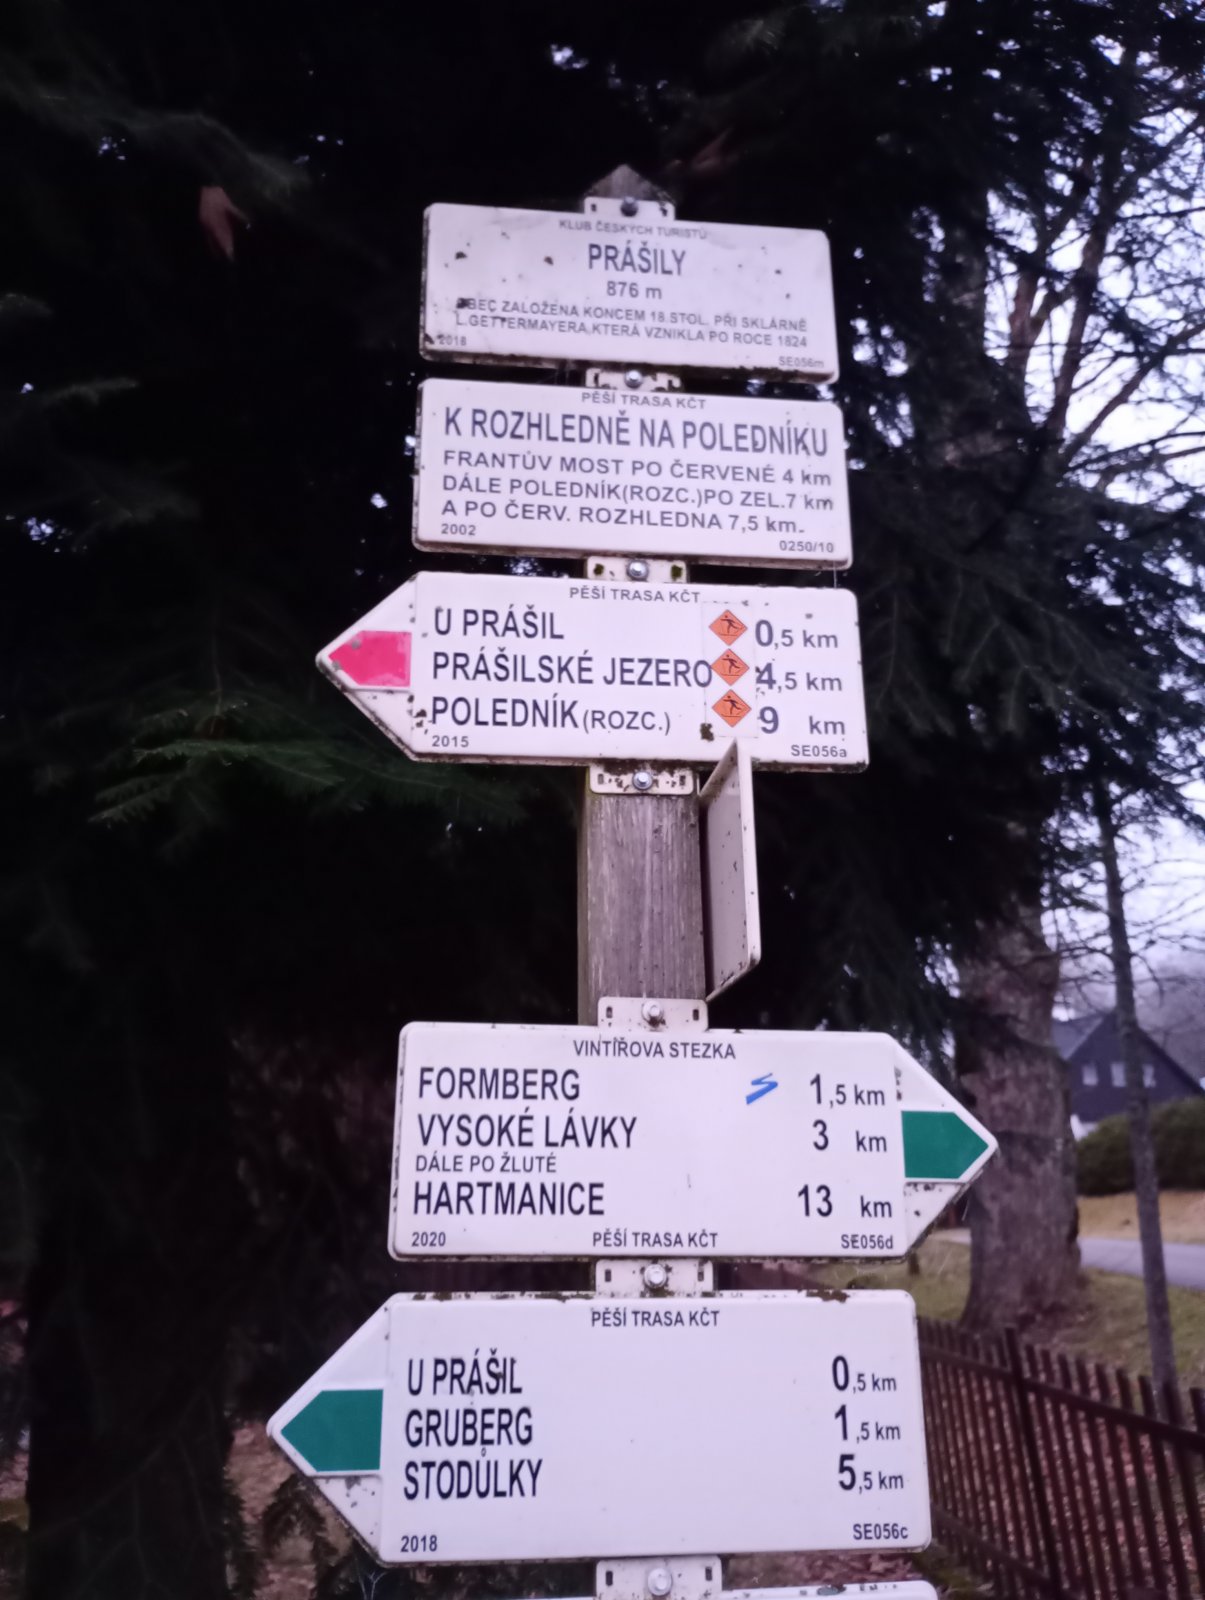 KLUB ČESKÝCH TURISTŮ
PRÁŠILY
876 m
OBEC ZALOŽENA KONCEM 18.STOL. PŘI SKLÁRNĚ
L.GETTERMAYERA,KTERÁ VZNIKLA PO ROCE 1824
2018 SE056m
PĚŠÍ TRASA KČT
K ROZHLEDNĚ NA POLEDNÍKU
FRANTŮV MOST PO ČERVENÉ 4 km
DÁLE POLEDNÍK(ROZC.)PO ZEL.7 km
A PO ČERV. ROZHLEDNA 7,5 km.
2002 0250/10
PĚŠÍ TRASA KČT
U PRÁŠIL 0,5 km
PRÁŠILSKÉ JEZERO 4,5 km
POLEDNÍK(ROZC.) 9 km
2015 SE056a
VINTÍŘOVA STEZKA
FORMBERG 1,5 km
VYSOKÉ LÁVKY 3 km
DÁLE PO ŽLUTÉ
HARTMANICE 13 km
2020 PĚŠÍ TRASA KČT SE056d
PĚŠÍ TRASA KČT
U PRÁŠIL 0,5 km
GRUBERG 1,5 km
STODŮLKY 5,5 km
2018 SE056c